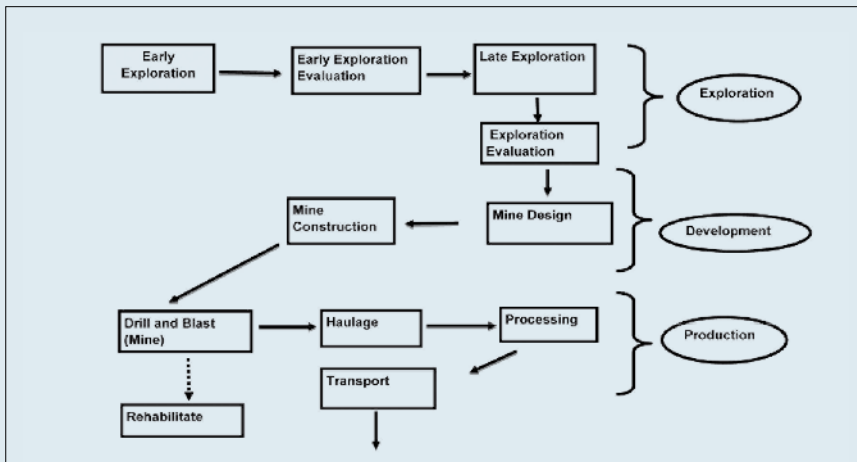 Early
Exploration
Early Exploration
Evaluation
Late Exploration
Exploration
Exploration
Evaluation
Mine
Construction
Mine Design
Development
Drill and Blast
(Mine)
Haulage
Processing
Production
Transport
Rehabilitate